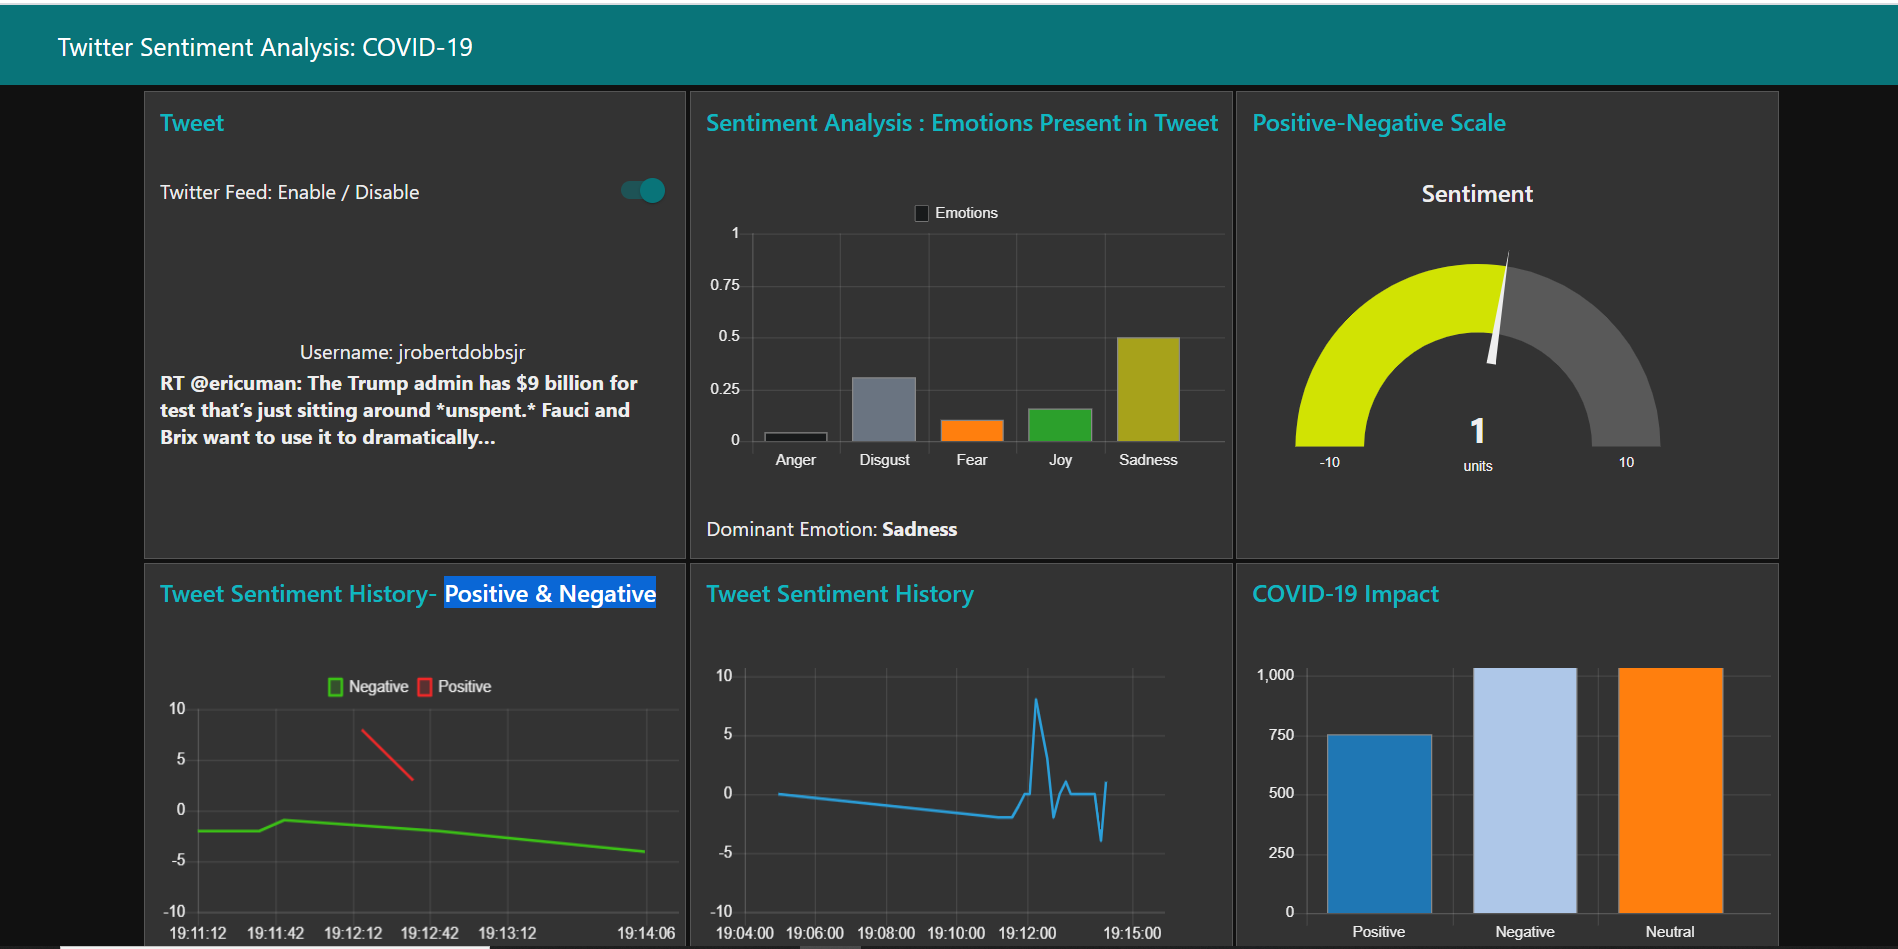 Twitter Sentiment Analysis: COVID-19
Tweet
Twitter Feed: Enable / Disable
Username: jrobertdobbsjr
RT @ericuman: The Trump admin has $9 billion for
test that’s just sitting around *unspent.* Fauci and
Brix want to use it to dramatically…
Sentiment Analysis : Emotions Present in Tweet
Emotions
1
0.75
0.5
0.25
0
Anger Disgust Fear Joy Sadness
Dominant Emotion: Sadness
Positive-Negative Scale
Sentiment
1
units
-10 10
Tweet Sentiment History- Positive & Negative
Negative Positive
10
5
0
-5
-10
19:11:12 19:11:42 19:12:12 19:12:42 19:13:12 19:14:06
Tweet Sentiment History
10
5
0
-5
-10
19:04:00 19:06:00 19:08:00 19:10:00 19:12:00 19:15:00
COVID-19 Impact
1,000
750
500
250
0
Positive Negative Neutral